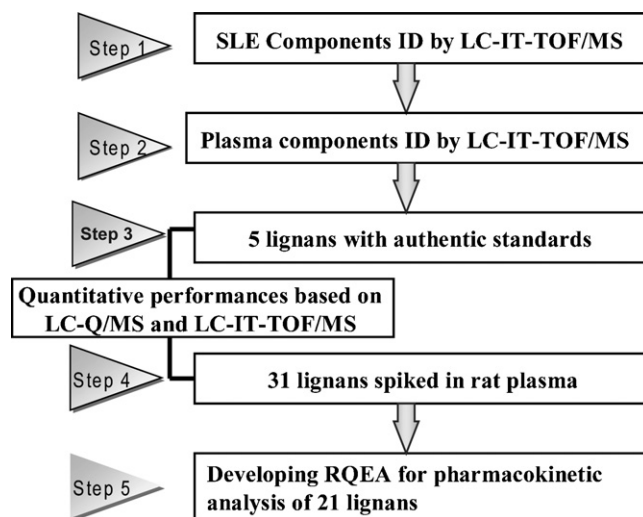 Step 1
SLE Components ID by LC-IT-TOF/MS
Step 2
Plasma components ID by LC-IT-TOF/MS
Step 3
5 lignans with authentic standards
Quantitative performances based on
LC-Q/MS and LC-IT-TOF/MS
Step 4
31 lignans spiked in rat plasma
Step 5
Developing RQEA for pharmacokinetic
analysis of 21 lignans